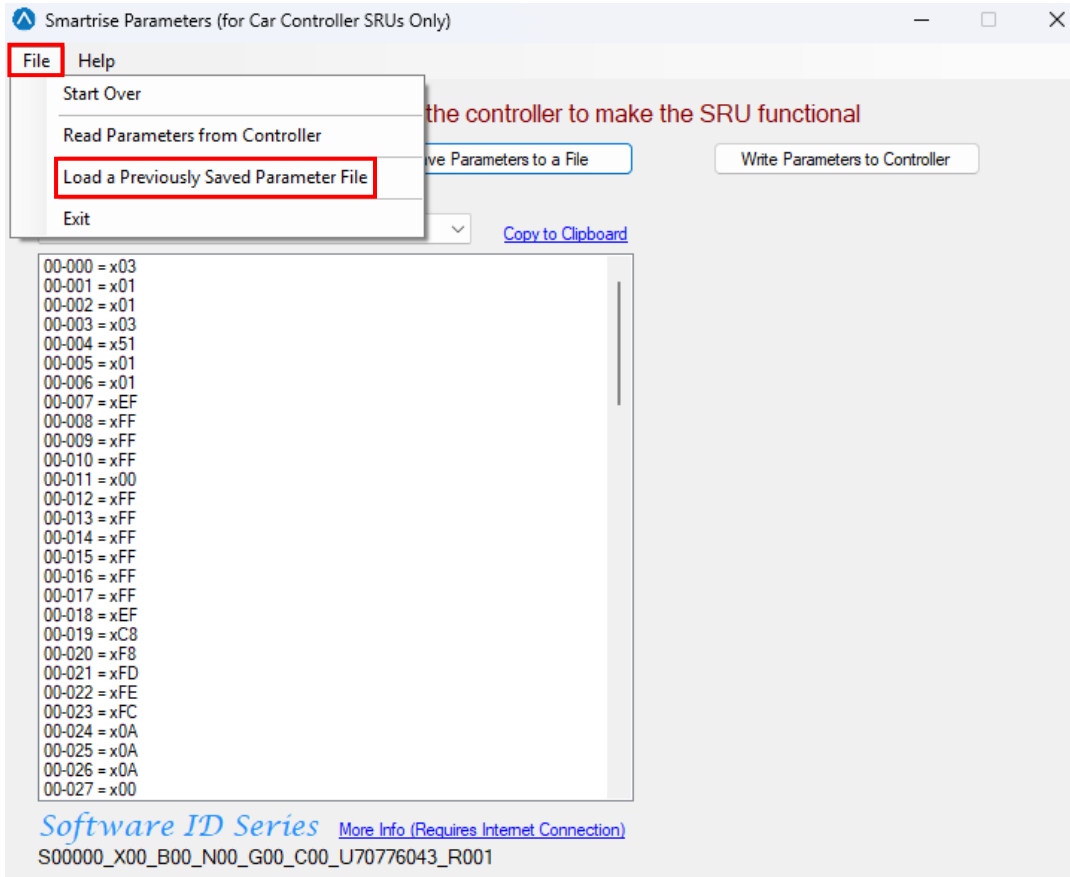 Smartrise Parameters (for Car Controller SRUs Only)
File Help
Start Over
the controller to make the SRU functional
Read Parameters from Controller
ve Parameters to a File
Write Parameters to Controller
Load a Previously Saved Parameter File
Exit
Copy to Clipboard
00-000 = x03
00-001 = x01
00-002 = x01
00-003 = x03
00-004 = x51
00-005 = x01
00-006 = x01
00-007 = xEF
00-008 = xFF
00-009 = xFF
00-010 = xFF
00-011 = x00
00-012 = xFF
00-013 = xFF
00-014 = xFF
00-015 = xFF
00-016 = xFF
00-017 = xFF
00-018 = xEF
00-019 = xC8
00-020 = xF8
00-021 = xFD
00-022 = xFE
00-023 = xFC
00-024 = x0A
00-025 = x0A
00-026 = x0A
00-027 = x00
Software ID Series More Info (Requires Internet Connection)
S00000_X00_B00_N00_G00_C00_U70776043_R001